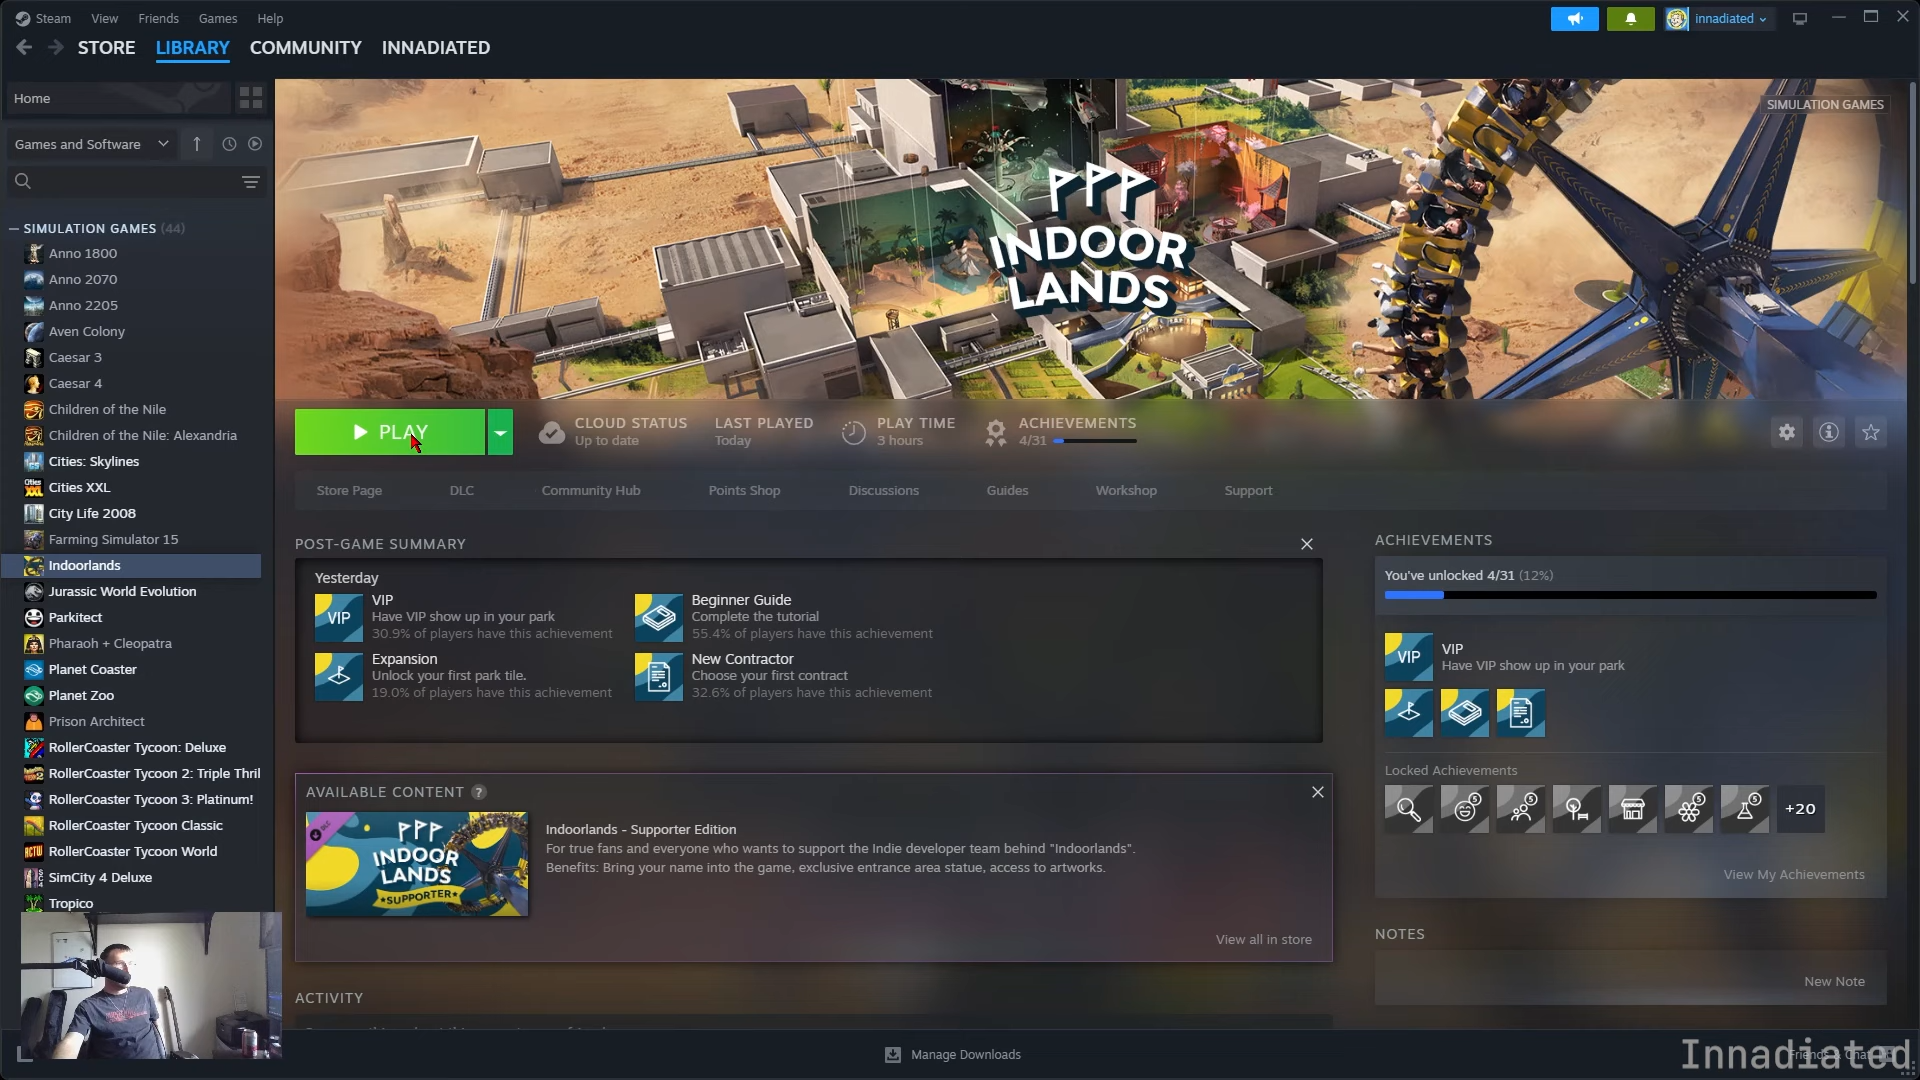 Steam View Friends Games Help
innadiated
STORE LIBRARY COMMUNITY INNADIATED
Home
Games and Software
SIMULATION GAMES (44)
Anno 1800
Anno 2070
Anno 2205
Aven Colony
Caesar 3
Caesar 4
Children of the Nile
Children of the Nile: Alexandria
Cities: Skylines
Cities XXL
City Life 2008
Farming Simulator 15
Indoorlands
Jurassic World Evolution
Parkitect
Pharaoh + Cleopatra
Planet Coaster
Planet Zoo
Prison Architect
RollerCoaster Tycoon: Deluxe
RollerCoaster Tycoon 2: Triple Thril
RollerCoaster Tycoon 3: Platinum!
RollerCoaster Tycoon Classic
RollerCoaster Tycoon World
SimCity 4 Deluxe
Tropico
SIMULATION GAMES
INDOOR
LANDS
PLAY
CLOUD STATUS
Up to date
LAST PLAYED
Today
PLAY TIME
3 hours
ACHIEVEMENTS
4/31
Store Page DLC Community Hub Points Shop Discussions Guides Workshop Support
POST-GAME SUMMARY
Yesterday
VIP
VIP
Have VIP show up in your park
30.9% of players have this achievement
Beginner Guide
Complete the tutorial
55.4% of players have this achievement
Expansion
Unlock your first park tile.
19.0% of players have this achievement
New Contractor
Choose your first contract
32.6% of players have this achievement
AVAILABLE CONTENT ?
INDOOR
LANDS
SUPPORTER
Indoorlands - Supporter Edition
For true fans and everyone who wants to support the Indie developer team behind "Indoorlands".
Benefits: Bring your name into the game, exclusive entrance area statue, access to artworks.
View all in store
ACTIVITY
ACHIEVEMENTS
You've unlocked 4/31 (12%)
VIP
VIP
Have VIP show up in your park
Locked Achievements
5
5
5
5
+20
View My Achievements
NOTES
New Note
Manage Downloads
Friends & Chat
Innadiated